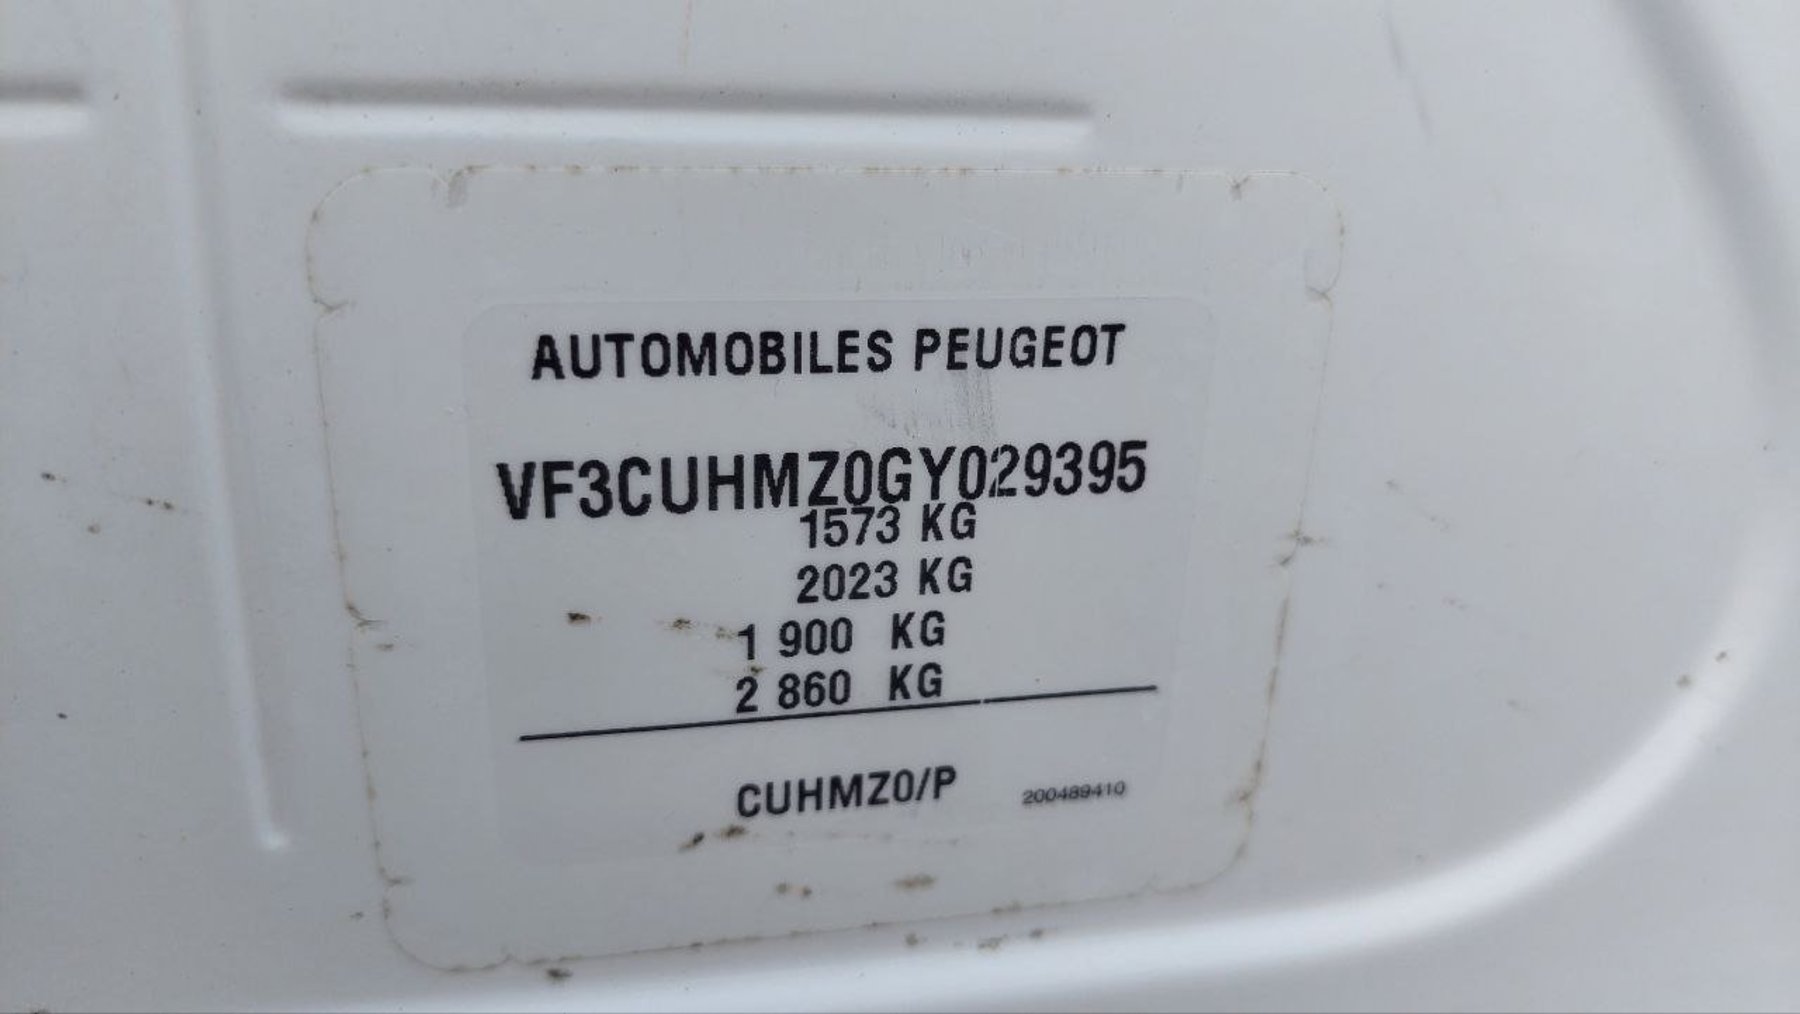 AUTOMOBILES PEUGEOT
VF3CUHMZ0GY029395
1573 KG
2023 KG
1 900 KG
2 860 KG
CUHMZ0/P 200489410